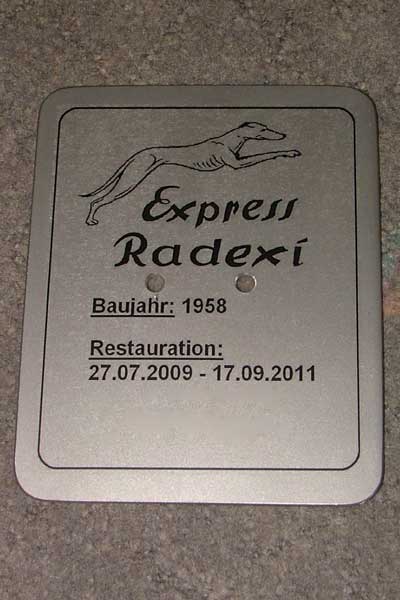 Express
Radexi
Baujahr: 1958
Restauration:
27.07.2009 - 17.09.2011